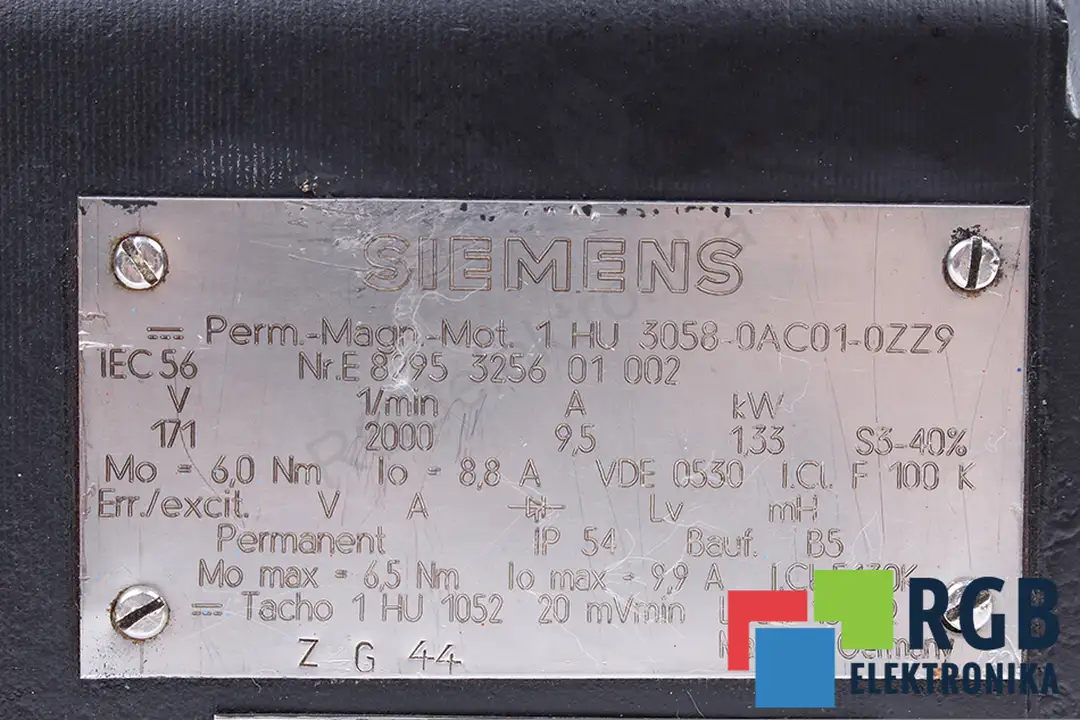 SIEMENS
Perm.-Magn.-Mot. 1 HU 3058-0AC01-0ZZ9
IEC 56 Nr.E 8295 3256 01 002
V 1/min A kW
171 2000 9,5 1,33 S3-40%
Mo = 6,0 Nm Io = 8,8 A VDE 0530 I.Cl. F 100 K
Err./excit. V A Lv mH
Permanent IP 54 Bauf. B5
Mo max = 6,5 Nm Io max = 9,9 A I.Cl.
Tacho 1 HU 1052 20 mVmin
Germany
Z G 44
RGB
ELEKTRONIKA